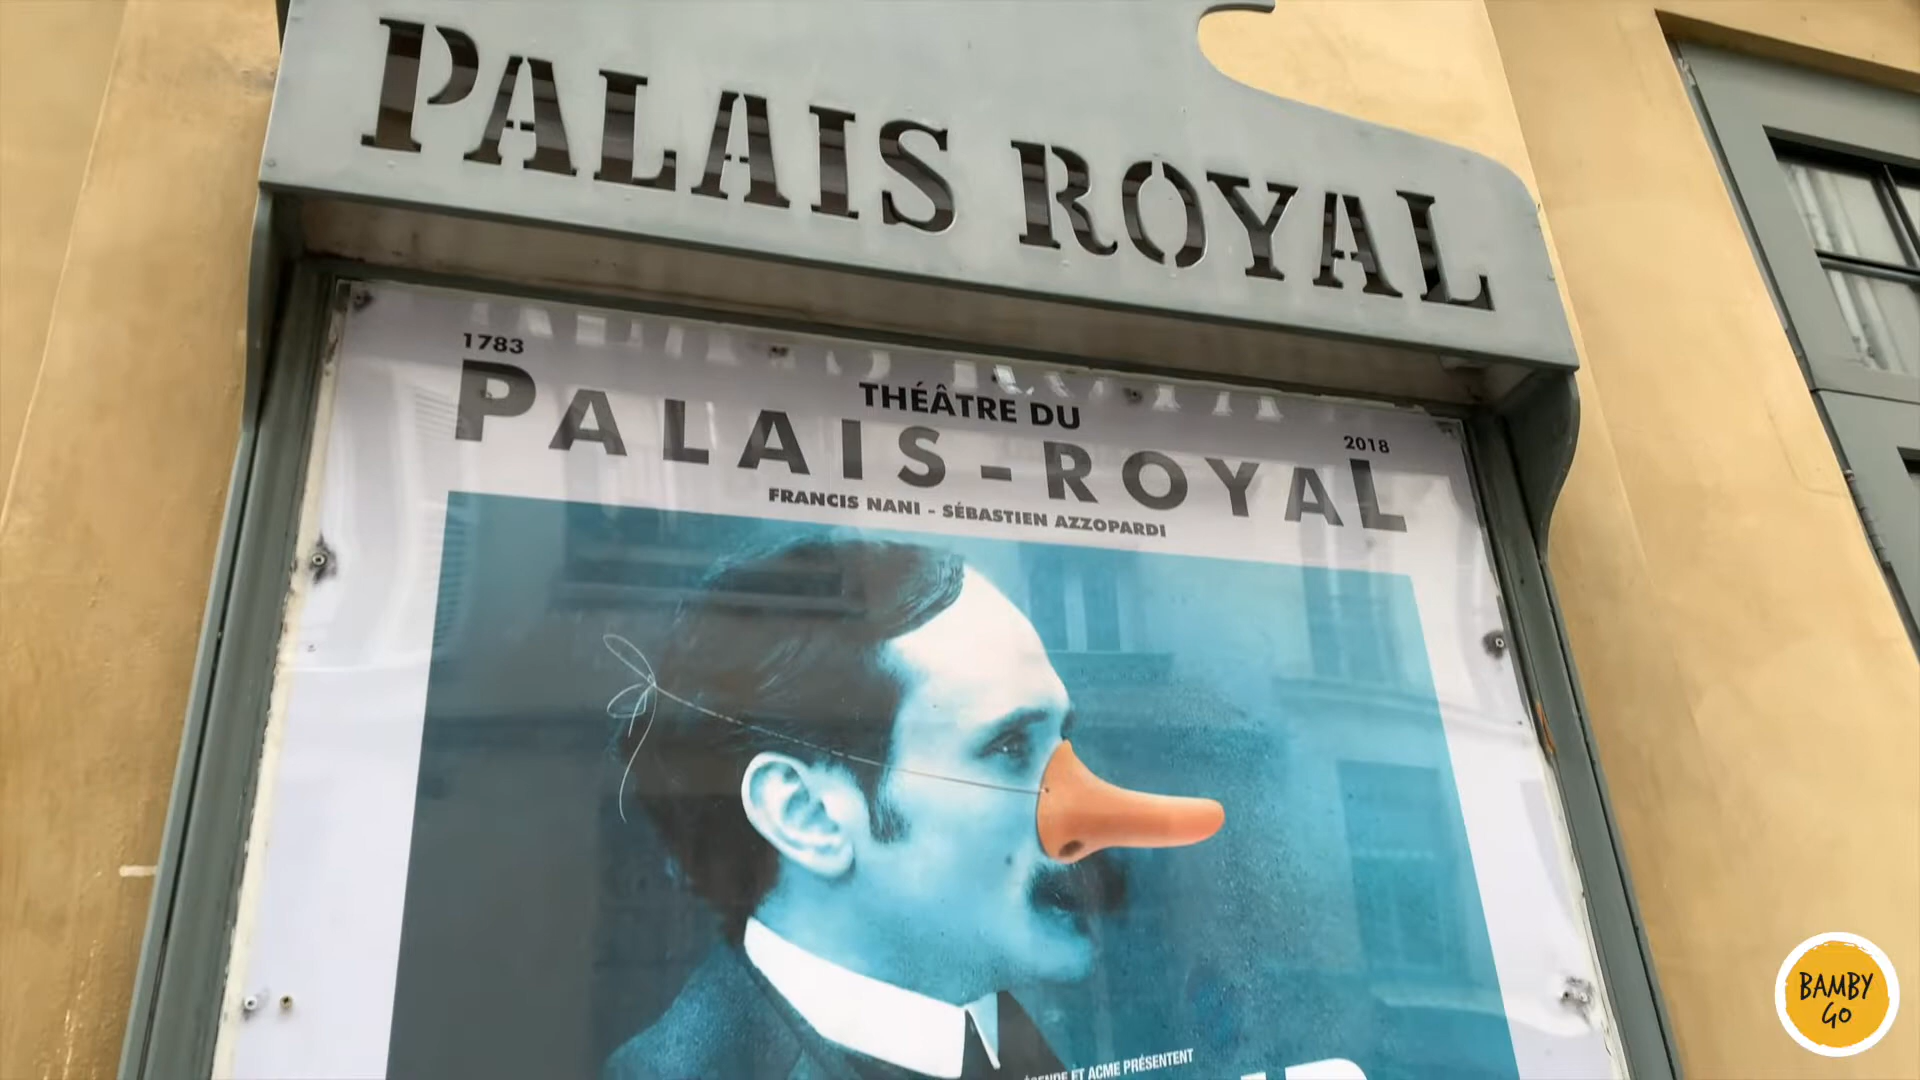 PALAIS ROYAL
1783
THÉÂTRE DU
2018
PALAIS-ROYAL
FRANCIS NANI - SÉBASTIEN AZZOPARDI
ET ACME PRÉSENTENT
BAMBY
GO